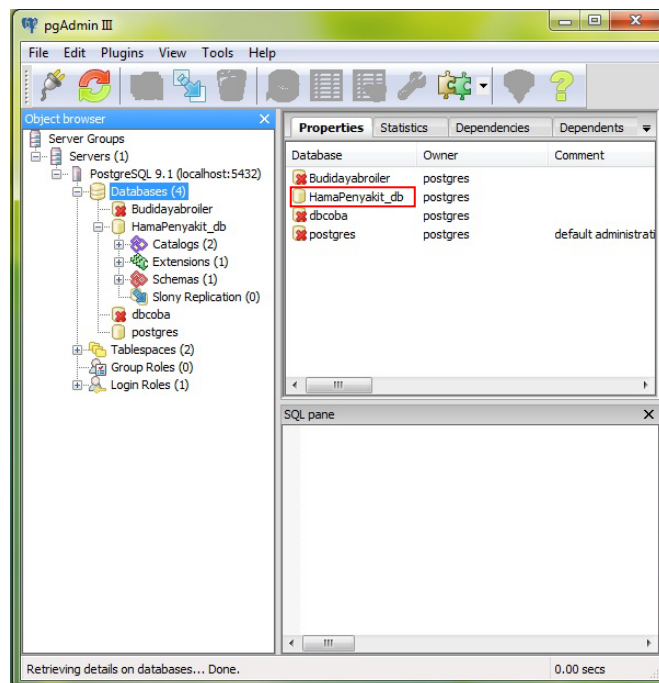 pgAdmin III
File Edit Plugins View Tools Help
Object browser
Server Groups
Servers (1)
PostgreSQL 9.1 (localhost:5432)
Databases (4)
Budidayabroiler
HamaPenyakit_db
Catalogs (2)
Extensions (1)
Schemas (1)
Slony Replication (0)
dbcoba
postgres
Tablespaces (2)
Group Roles (0)
Login Roles (1)
Properties Statistics Dependencies Dependents
Database Owner Comment
Budidayabroiler postgres
HamaPenyakit_db postgres
dbcoba postgres
postgres postgres default administrati
SQL pane
Retrieving details on databases... Done. 0.00 secs